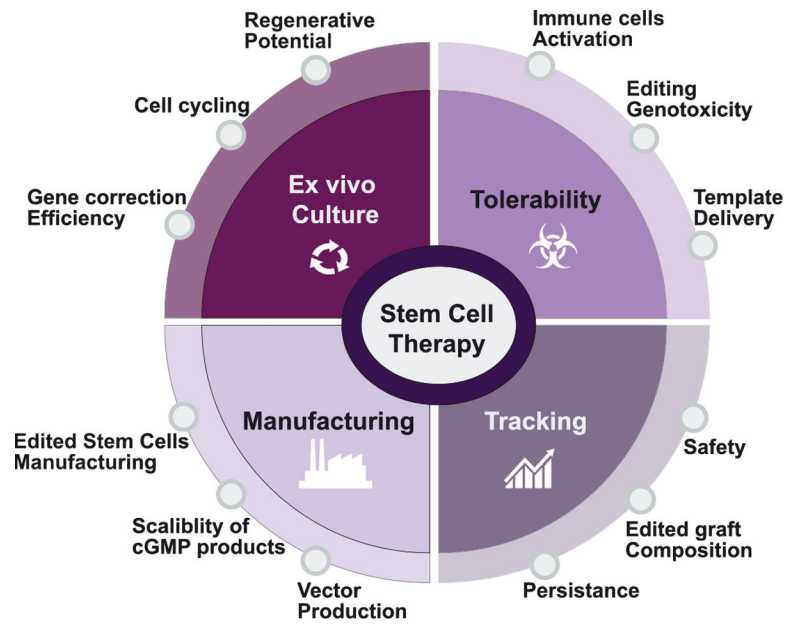 Regenerative
Potential
Cell cycling
Gene correction
Efficiency
Ex vivo
Culture
Immune cells
Activation
Editing
Genotoxicity
Template
Delivery
Tolerability
Stem Cell
Therapy
Manufacturing
Edited Stem Cells
Manufacturing
Scaliblity of
cGMP products
Vector
Production
Tracking
Safety
Edited graft
Composition
Persistance